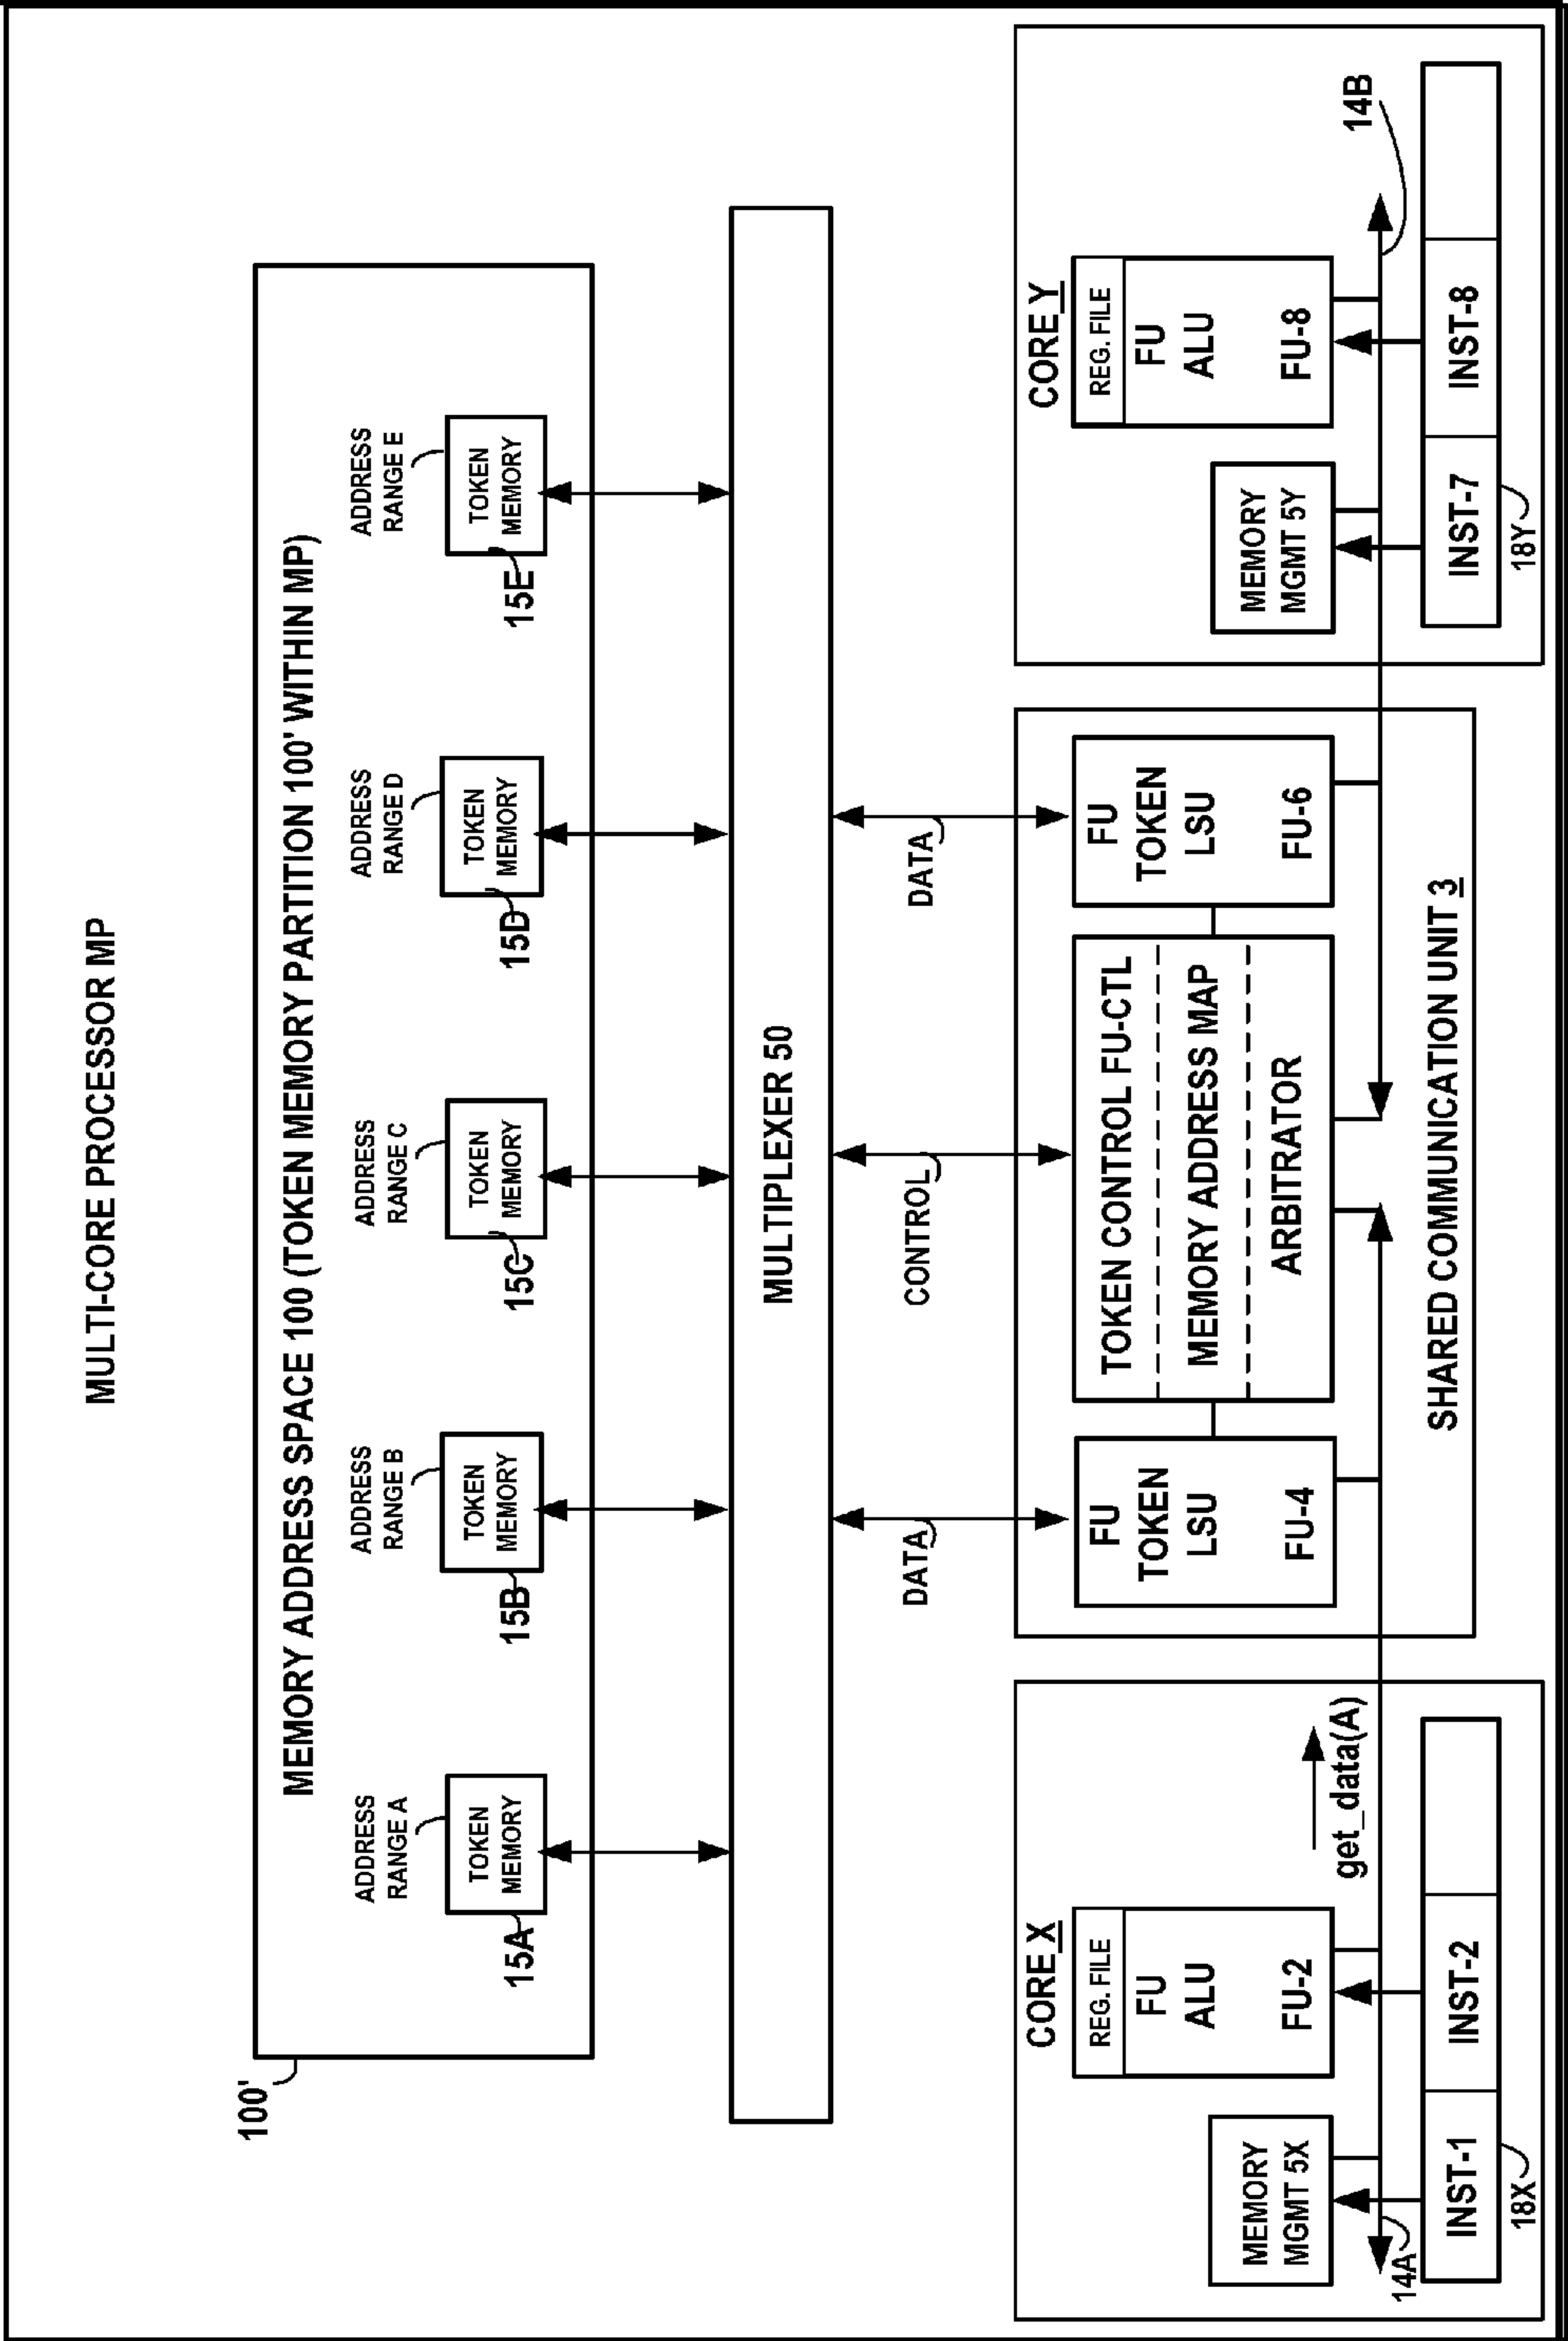 MULTI-CORE PROCESSOR MP
100'
MEMORY ADDRESS SPACE 100 (TOKEN MEMORY PARTITION 100' WITHIN MP)
ADDRESS
RANGE A
TOKEN
MEMORY
15A
ADDRESS
RANGE B
TOKEN
MEMORY
15B
ADDRESS
RANGE C
TOKEN
MEMORY
15C
ADDRESS
RANGE D
TOKEN
MEMORY
15D
ADDRESS
RANGE E
TOKEN
MEMORY
15E
MULTIPLEXER 50
DATA
CONTROL
DATA
CORE X
REG. FILE
FU
ALU
FU-2
MEMORY
MGMT 5X
get_data(A)
14A
INST-1
INST-2
18X
FU
TOKEN
LSU
FU-4
TOKEN CONTROL FU-CTL
MEMORY ADDRESS MAP
ARBITRATOR
FU
TOKEN
LSU
FU-6
SHARED COMMUNICATION UNIT 3
CORE Y
REG. FILE
FU
ALU
FU-8
MEMORY
MGMT 5Y
14B
INST-7
INST-8
18Y